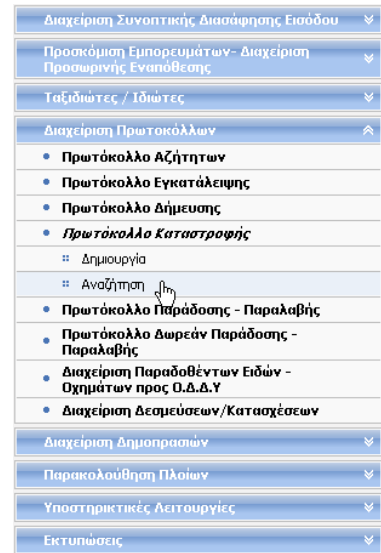 Διαχείριση Συνοπτικής Διασάφησης Εισόδου
Προσκόμιση Εμπορευμάτων- Διαχείριση
Προσωρινής Εναπόθεσης
Ταξιδιώτες / Ιδιώτες
Διαχείριση Πρωτοκόλλων
Πρωτόκολλο Αζήτητων
Πρωτόκολλο Εγκατάλειψης
Πρωτόκολλο Δήμευσης
Πρωτόκολλο Καταστροφής
Δημιουργία
Αναζήτηση
Πρωτόκολλο Παράδοσης - Παραλαβής
Πρωτόκολλο Δωρεάν Παράδοσης -
Παραλαβής
Διαχείριση Παραδοθέντων Ειδών -
Οχημάτων προς Ο.Δ.Δ.Υ
Διαχείριση Δεσμεύσεων/Κατασχέσεων
Διαχείριση Δημοπρασιών
Παρακολούθηση Πλοίων
Υποστηρικτικές Λειτουργίες
Εκτυπώσεις